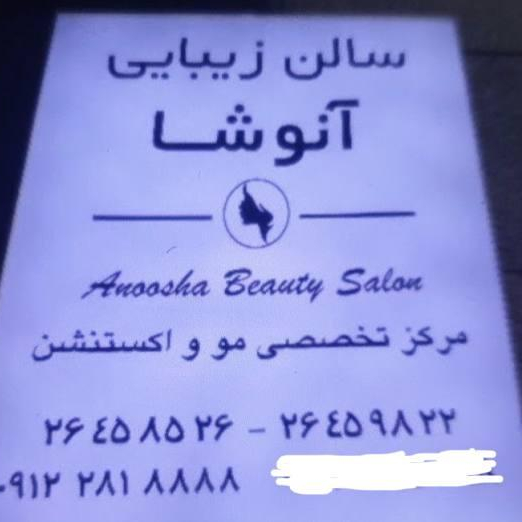 سالن زیبایی
آنوشا
Anoosha Beauty Salon
مرکز تخصصی مو و اکستنشن
۲۶۴۵۸۵۲۶ - ۲۶۴۵۹۸۲۲
۰۹۱۲ ۲۸۱ ۸۸۸۸